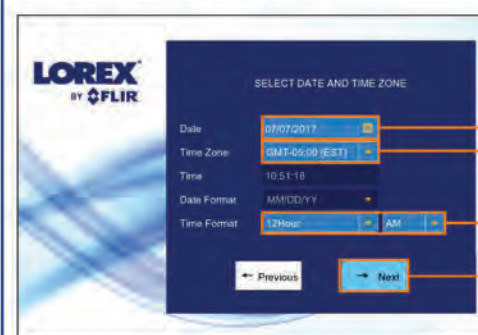 LOREX
BY FLIR
SELECT DATE AND TIME ZONE
Date 07/07/2017
Time Zone GMT-05:00 (EST)
Time 10:51:18
Date Format MM/DD/YY
Time Format 12Hour AM
← Previous → Next